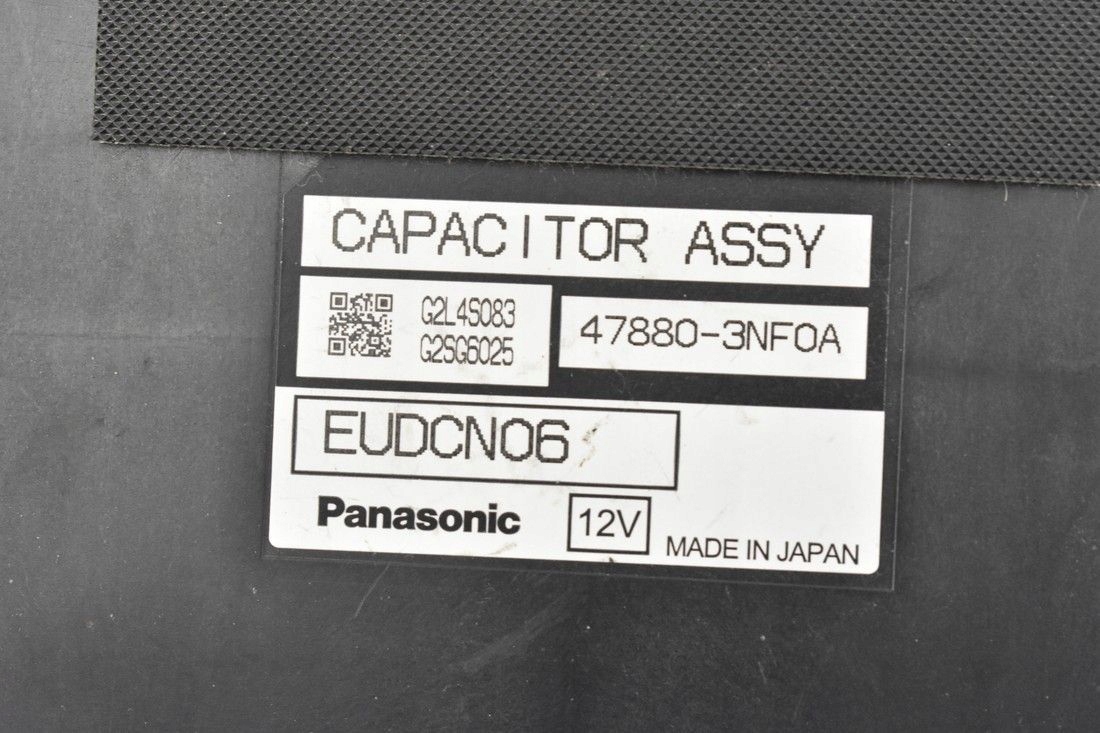 CAPACITOR ASSY
G2L4S083
G2SG6025
47880-3NF0A
EUDCN06
Panasonic
12V
MADE IN JAPAN